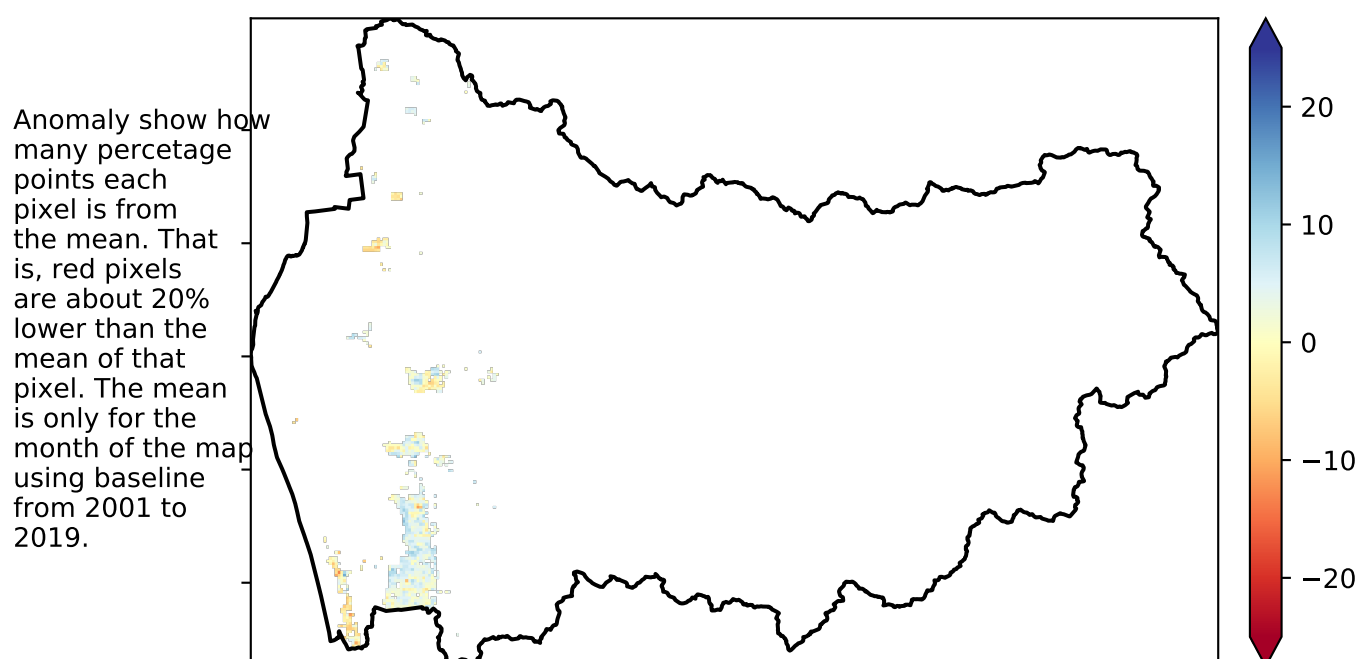 Anomaly show how
many percetage
points each
pixel is from
the mean. That
is, red pixels
are about 20%
lower than the
mean of that
pixel. The mean
is only for the
month of the map
using baseline
from 2001 to
2019.
20
10
0
−10
−20